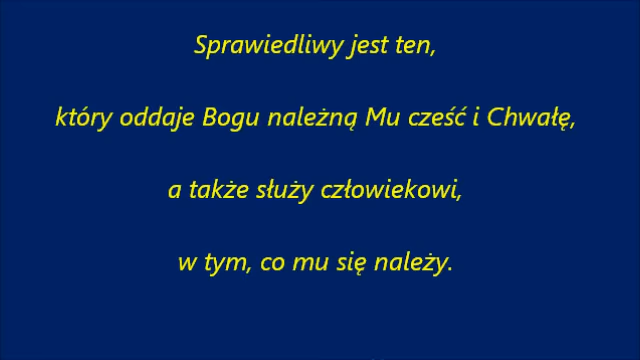 Sprawiedliwy jest ten,
który oddaje Bogu należną Mu cześć i Chwałę,
a także służy człowiekowi,
w tym, co mu się należy.